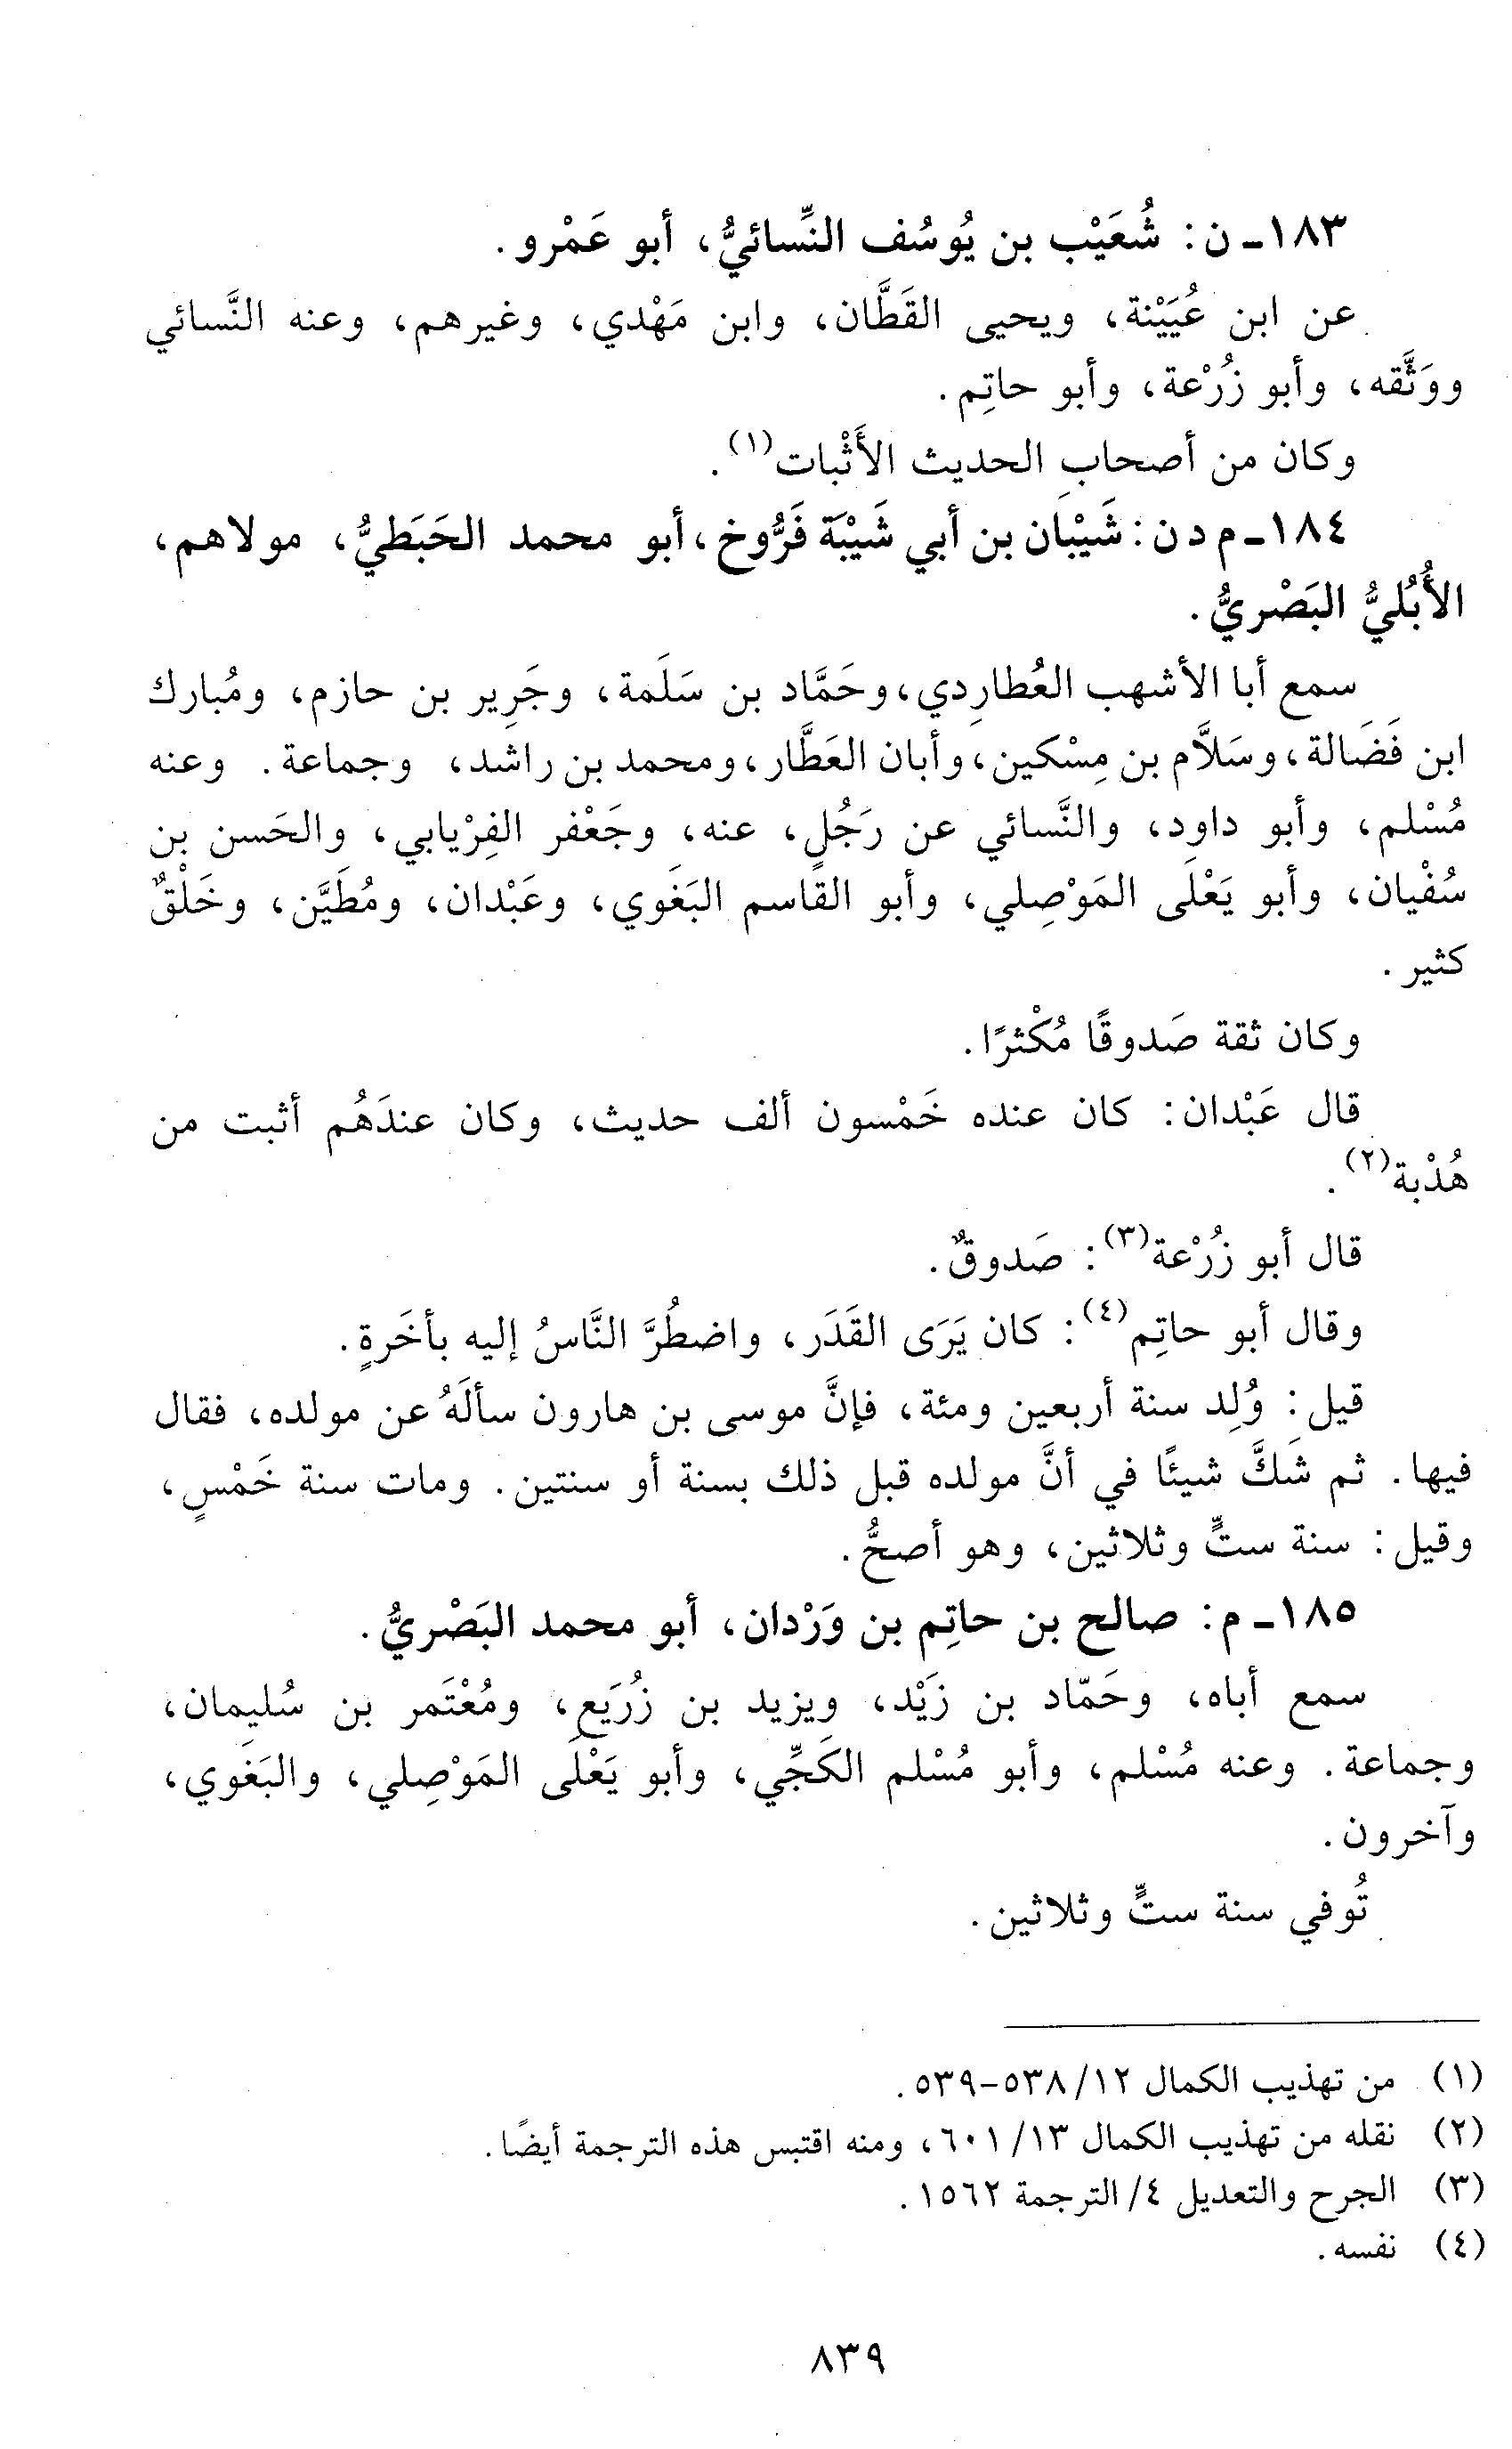 ١٨٣ـ ن: شُعَيْب بن يُوسُف النِّسائيُّ، أبو عَمْرو.
عن ابن عُيَيْنة، ويحيى القَطَّان، وابن مَهْدي، وغيرهم، وعنه النَّسائي
ووَثَّقه، وأبو زُرْعة، وأبو حاتِم.
وكان من أصحابِ الحديث الأَثْبات(١).
١٨٤ـ م د ن: شَيْبَان بن أبي شَيْبَة فَرُّوخ، أبو محمد الحَبَطيُّ، مولاهم،
الأُبُليُّ البَصْريُّ.
سمع أبا الأشهب العُطارِدي، وحَمَّاد بن سَلَمة، وجَرِير بن حازم، ومُبارك
ابن فَضَالة، وسَلاَّم بن مِسْكين، وأبان العَطَّار، ومحمد بن راشد، وجماعة. وعنه
مُسْلم، وأبو داود، والنَّسائي عن رَجُلٍ، عنه، وجَعْفر الفِرْيابي، والحَسن بن
سُفْيان، وأبو يَعْلَى المَوْصِلي، وأبو القاسم البَغَوي، وعَبْدان، ومُطَيَّن، وخَلْقٌ
كثير.
وكان ثقة صَدوقًا مُكْثرًا.
قال عَبْدان: كان عنده خَمْسون ألف حديث، وكان عندَهُم أثبت من
هُدْبة(٢).
قال أبو زُرْعة(٣): صَدوقٌ.
وقال أبو حاتِم(٤): كان يَرَى القَدَر، واضطُرَّ النَّاسُ إليه بأخَرةٍ.
قيل: وُلِد سنة أربعين ومئة، فإنَّ موسى بن هارون سألَهُ عن مولده، فقال
فيها. ثم شَكَّ شيئًا في أنَّ مولده قبل ذلك بسنة أو سنتين. ومات سنة خَمْسٍ،
وقيل: سنة ستٍّ وثلاثين، وهو أصحُّ.
١٨٥ـ م: صالح بن حاتِم بن وَرْدان، أبو محمد البَصْريُّ.
سمع أباه، وحَمّاد بن زَيْد، ويزيد بن زُرَيع، ومُعْتَمر بن سُليمان،
وجماعة. وعنه مُسْلم، وأبو مُسْلم الكَجِّي، وأبو يَعْلَى المَوْصِلي، والبَغَوي،
وآخرون.
تُوفي سنة ستٍّ وثلاثين.
(١) من تهذيب الكمال ١٢/ ٥٣٨-٥٣٩.
(٢) نقله من تهذيب الكمال ١٣/ ٦٠١، ومنه اقتبس هذه الترجمة أيضًا.
(٣) الجرح والتعديل ٤/ الترجمة ١٥٦٢.
(٤) نفسه.
٨٣٩